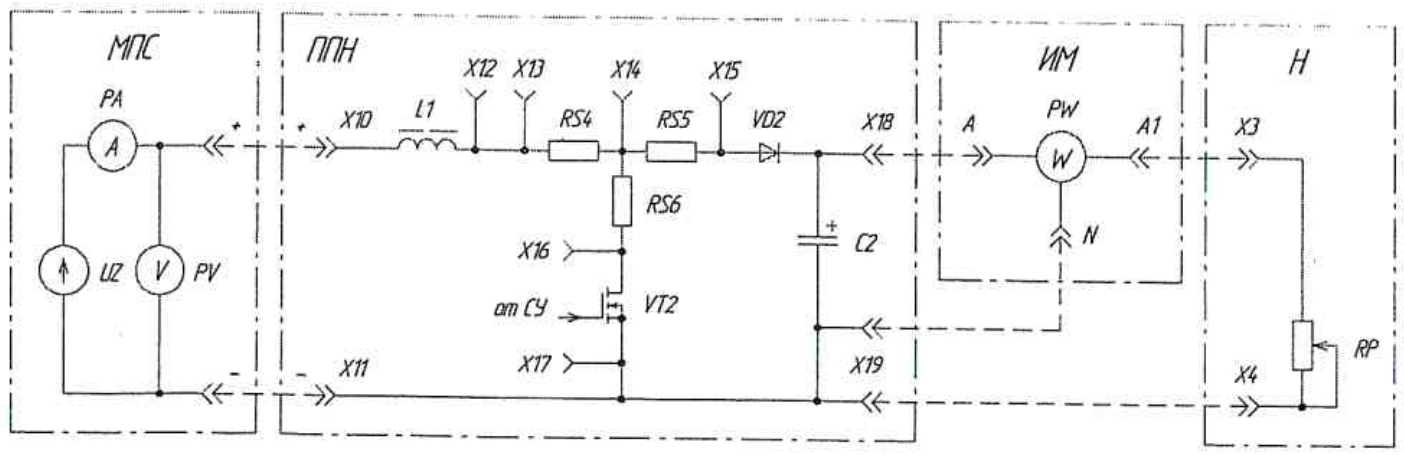 МПС
ППН
ИМ
Н
X12
X13
X14
X15
PA
L1
RS4
RS5
VD2
X10
X18
A
PW
A1
X3
A
+
+
W
RS6
X16
+
C2
N
UZ
V
PV
от СУ
VT2
X17
RP
-
-
X11
X19
X4